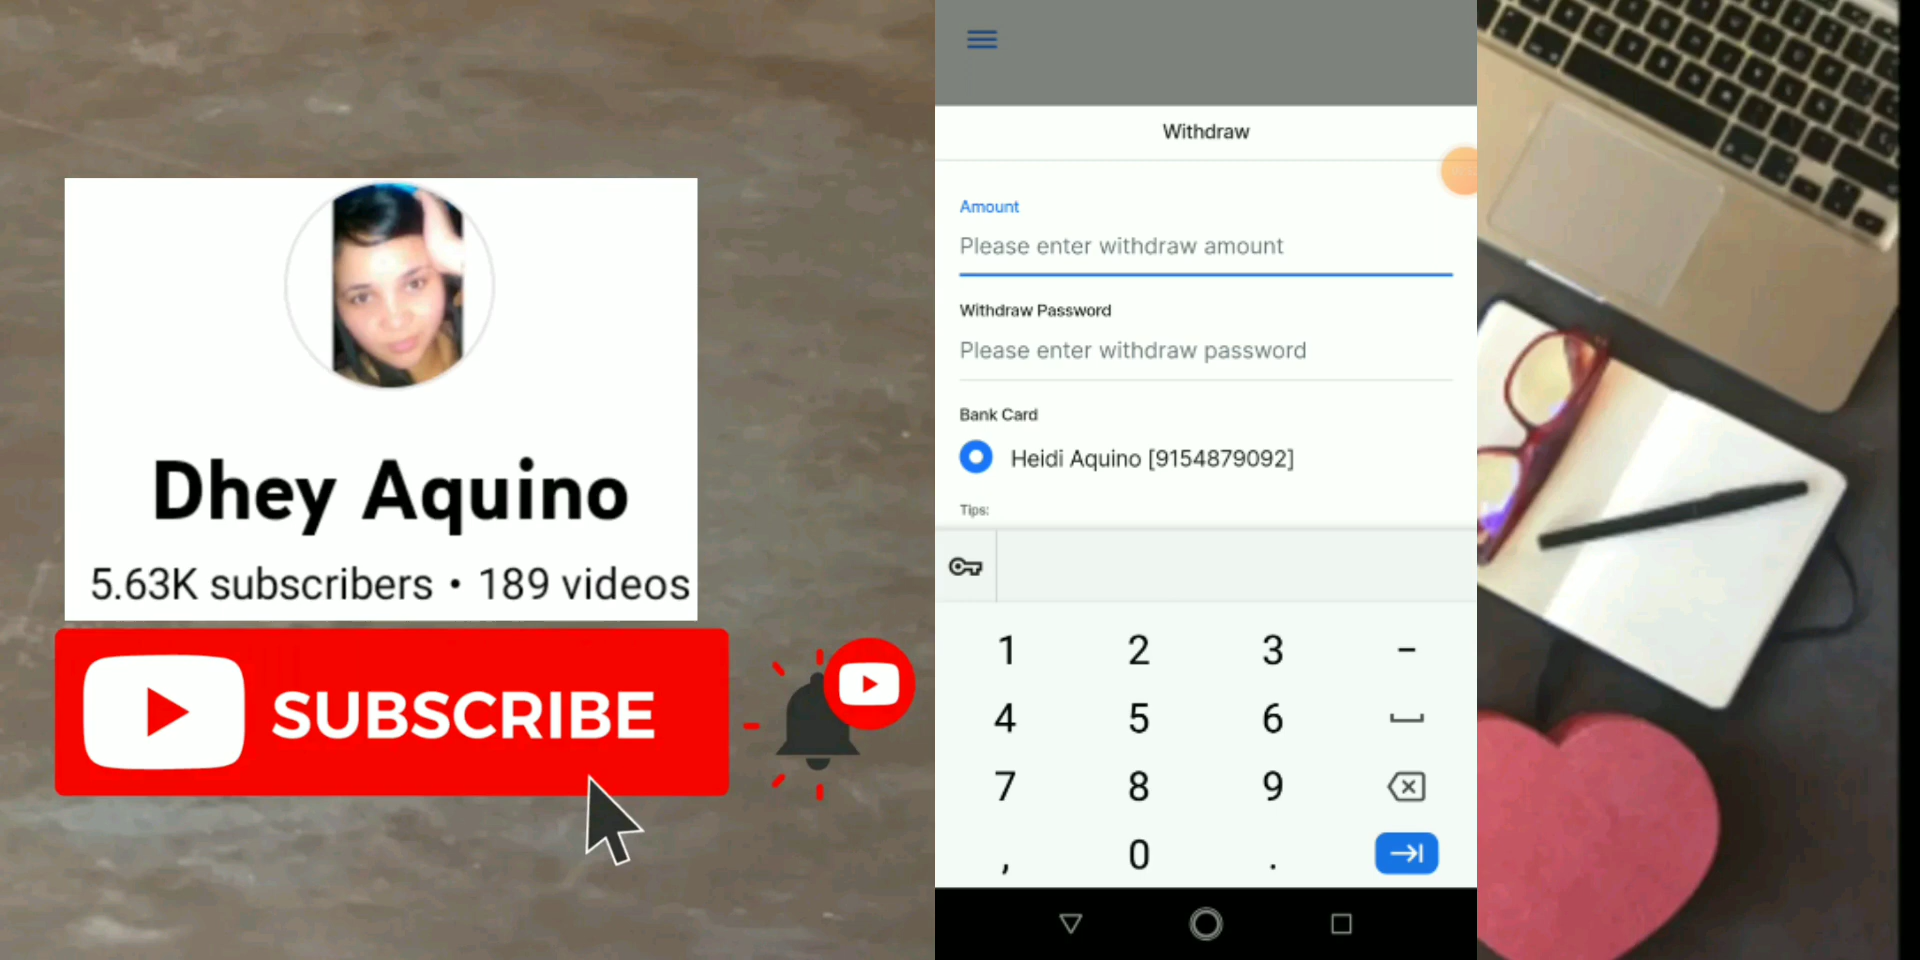 Dhey Aquino
5.63K subscribers • 189 videos
SUBSCRIBE
Withdraw
Amount
Please enter withdraw amount
Withdraw Password
Please enter withdraw password
Bank Card
Heidi Aquino [9154879092]
Tips:
1 2 3 -
4 5 6
7 8 9
, 0 .